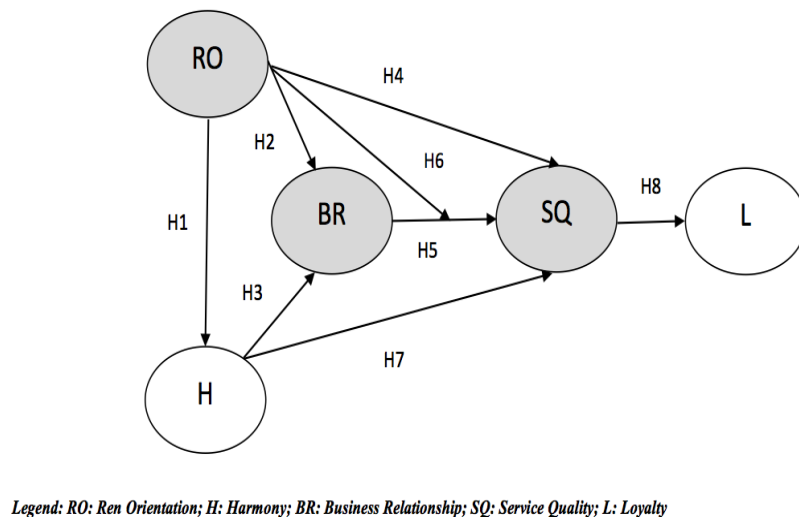 RO
H4
H2
H6
H8
BR
SQ
L
H1
H5
H3
H7
H
Legend: RO: Ren Orientation; H: Harmony; BR: Business Relationship; SQ: Service Quality; L: Loyalty